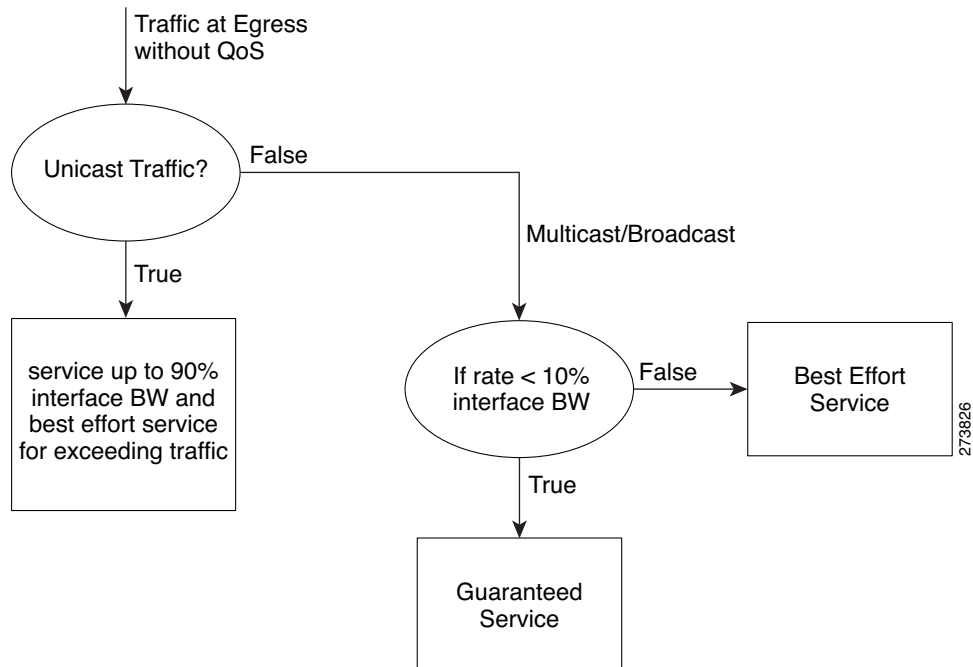 Traffic at Egress
without QoS
Unicast Traffic?
False
Multicast/Broadcast
True
service up to 90%
interface BW and
best effort service
for exceeding traffic
If rate < 10%
interface BW
False
Best Effort
Service
True
Guaranteed
Service
273826